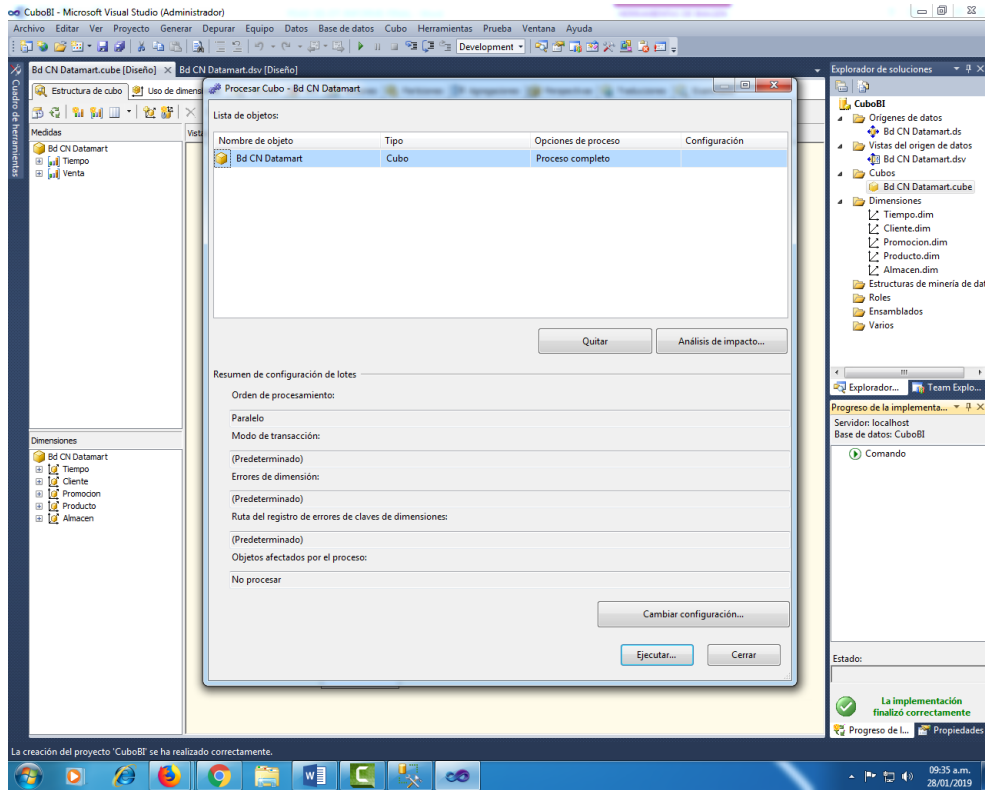 CuboBI - Microsoft Visual Studio (Administrador)
Archivo Editar Ver Proyecto Generar Depurar Equipo Datos Base de datos Cubo Herramientas Prueba Ventana Ayuda
Development
Bd CN Datamart.cube [Diseño] Bd CN Datamart.dsv [Diseño]
Estructura de cubo Uso de dimens
Medidas
Bd CN Datamart
Tiempo
Venta
Vista
Dimensiones
Bd CN Datamart
Tiempo
Cliente
Promocion
Producto
Almacen
Cuadro de herramientas
Procesar Cubo - Bd CN Datamart
Lista de objetos:
Nombre de objeto Tipo Opciones de proceso Configuración
Bd CN Datamart Cubo Proceso completo
Quitar Análisis de impacto...
Resumen de configuración de lotes
Orden de procesamiento:
Paralelo
Modo de transacción:
(Predeterminado)
Errores de dimensión:
(Predeterminado)
Ruta del registro de errores de claves de dimensiones:
(Predeterminado)
Objetos afectados por el proceso:
No procesar
Cambiar configuración...
Ejecutar... Cerrar
Explorador de soluciones
CuboBI
Orígenes de datos
Bd CN Datamart.ds
Vistas del origen de datos
Bd CN Datamart.dsv
Cubos
Bd CN Datamart.cube
Dimensiones
Tiempo.dim
Cliente.dim
Promocion.dim
Producto.dim
Almacen.dim
Estructuras de minería de dat
Roles
Ensamblados
Varios
Explorador... Team Explo...
Progreso de la implementa...
Servidor: localhost
Base de datos: CuboBI
Comando
Estado:
La implementación
finalizó correctamente
Progreso de l... Propiedades
La creación del proyecto 'CuboBI' se ha realizado correctamente.
09:35 a.m.
28/01/2019